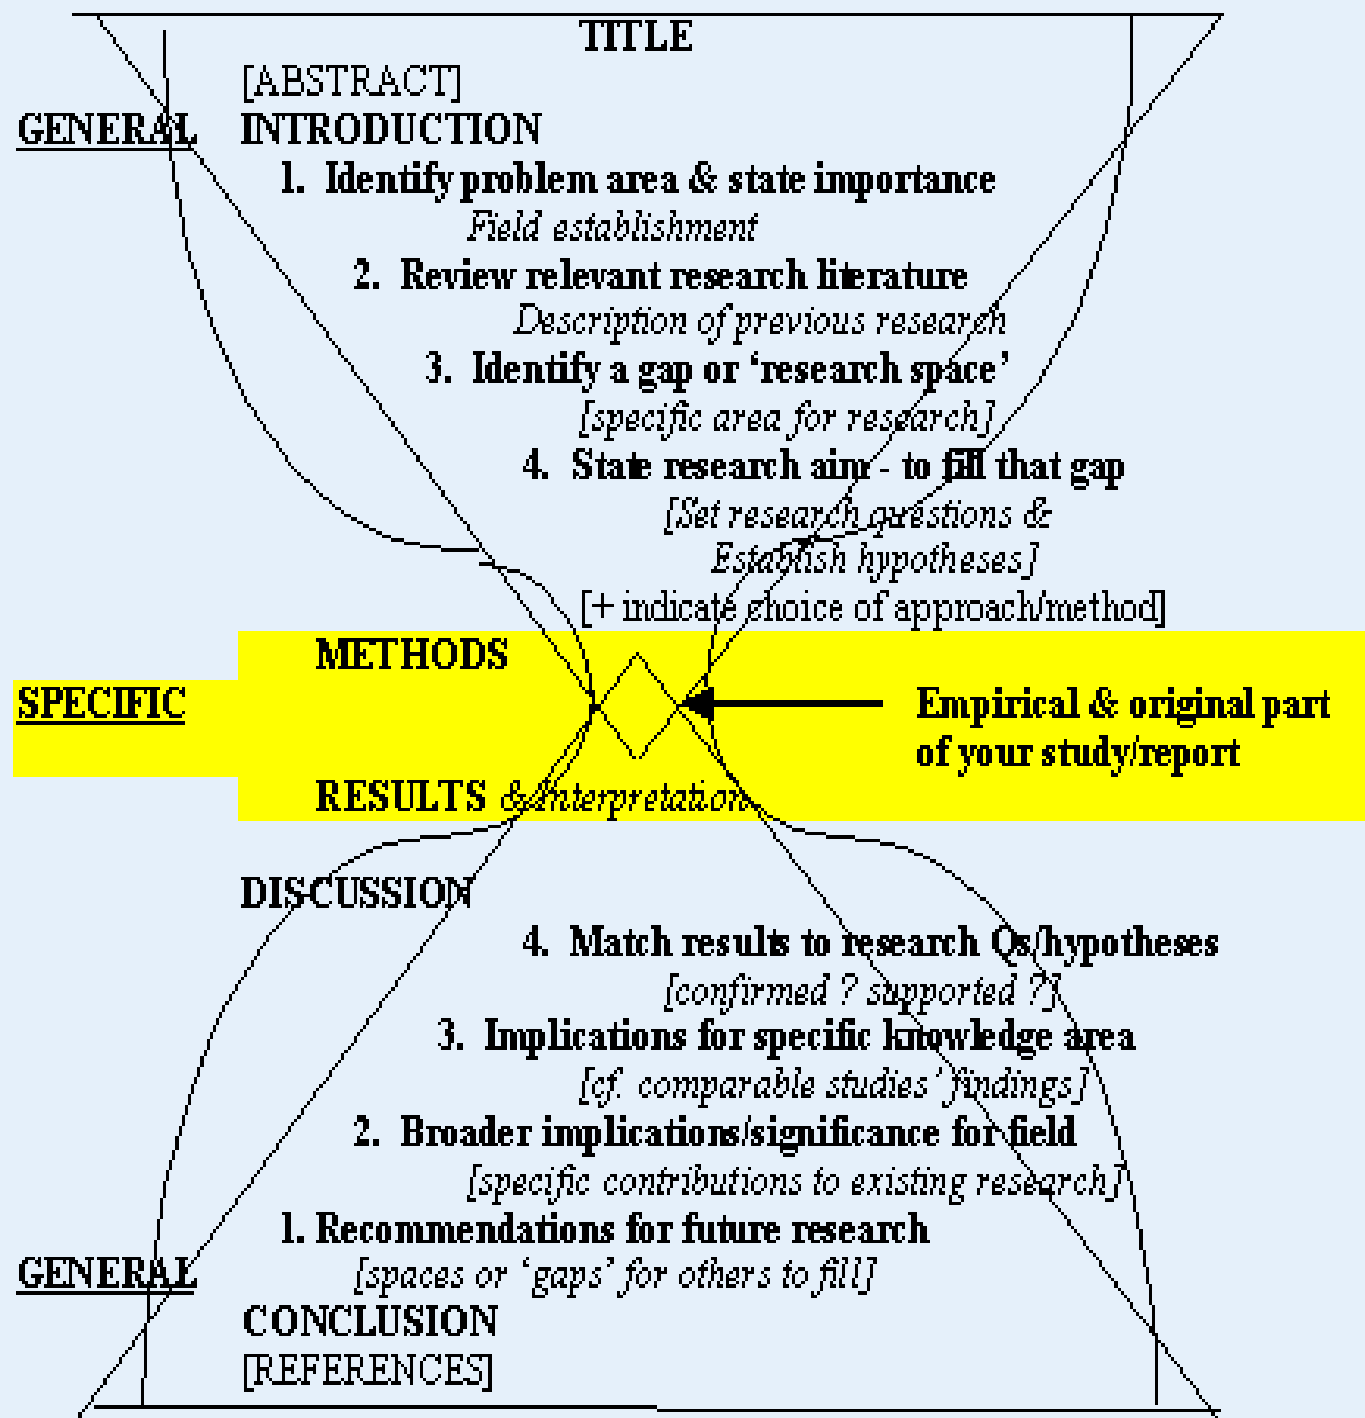 TITLE
[ABSTRACT]
GENERAL INTRODUCTION
1. Identify problem area & state importance
Field establishment
2. Review relevant research literature
Description of previous research
3. Identify a gap or ‘research space’
[specific area for research]
4. State research aim - to fill that gap
[Set research questions &
Establish hypotheses]
[+ indicate choice of approach/method]
METHODS
SPECIFIC Empirical & original part
of your study/report
RESULTS & interpretation
DISCUSSION
4. Match results to research Qs/hypotheses
[confirmed ? supported ?]
3. Implications for specific knowledge area
[cf. comparable studies’ findings]
2. Broader implications/significance for field
[specific contributions to existing research]
1. Recommendations for future research
GENERAL [spaces or ‘gaps’ for others to fill]
CONCLUSION
[REFERENCES]